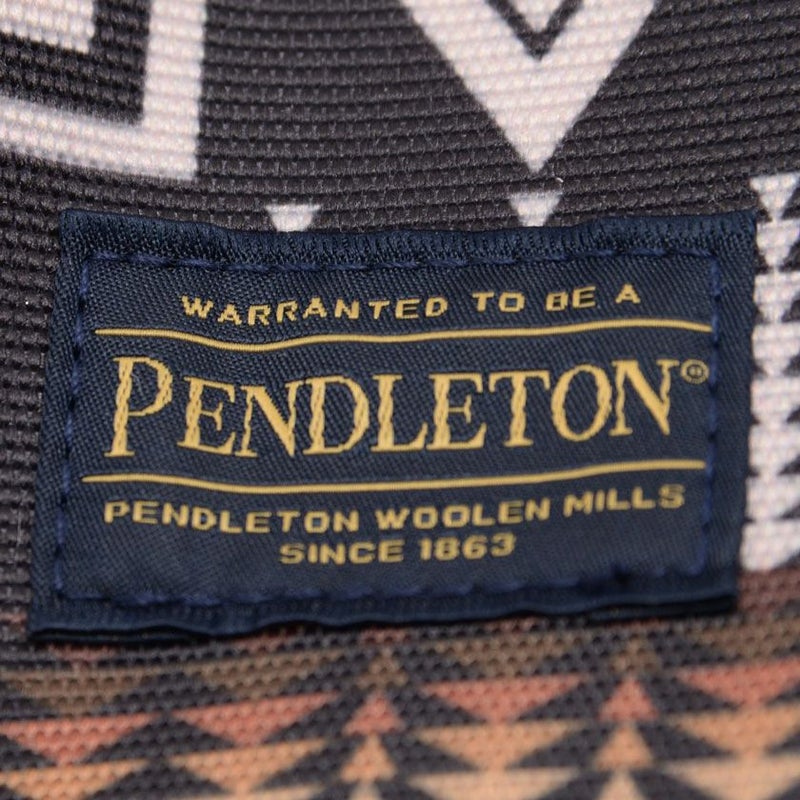 WARRANTED TO BE A
PENDLETON®
PENDLETON WOOLEN MILLS
SINCE 1863